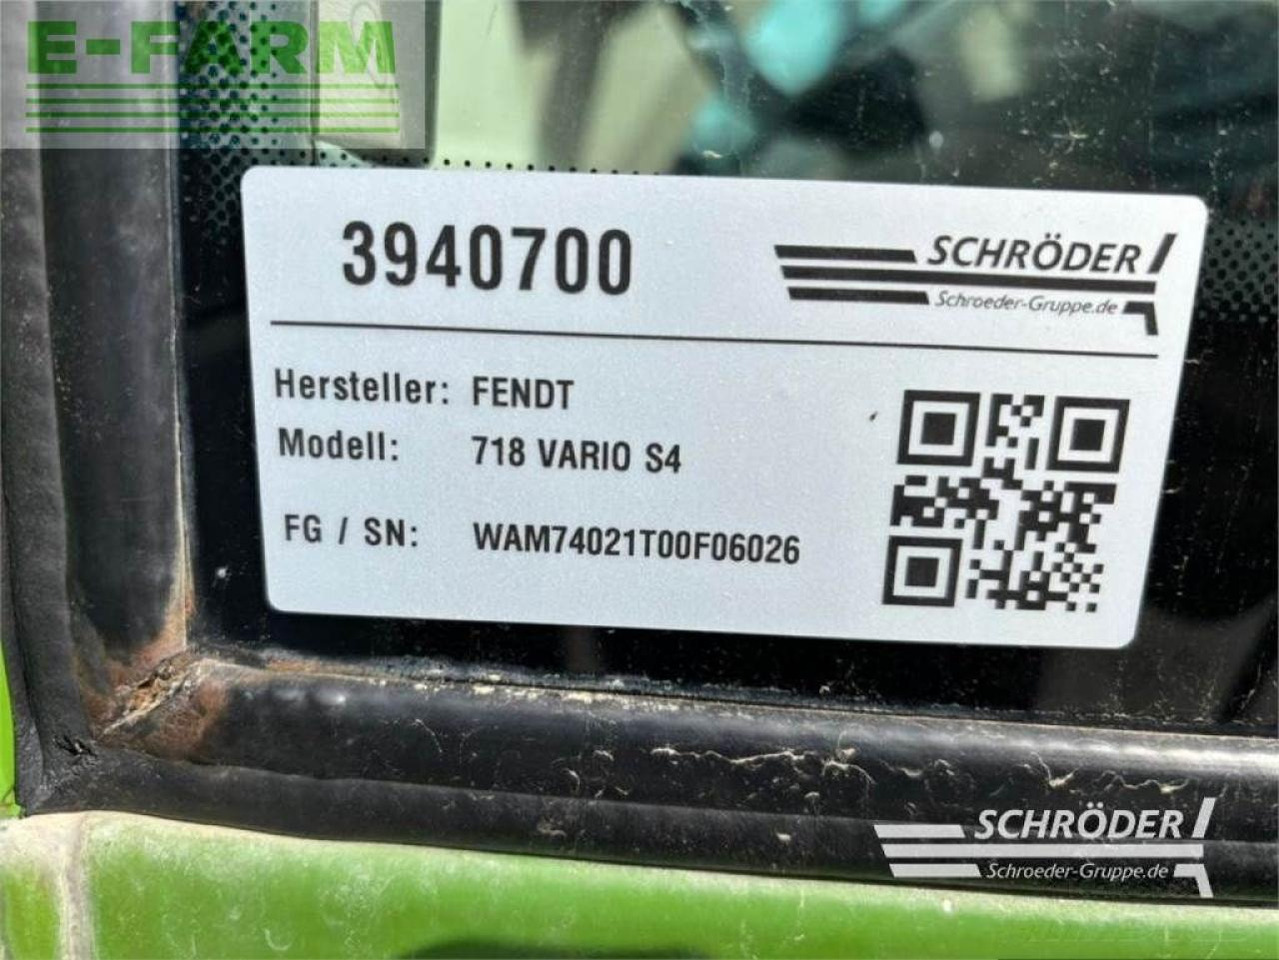 E-FARM
3940700
SCHRÖDER
Schroeder-Gruppe.de
Hersteller: FENDT
Modell: 718 VARIO S4
FG / SN: WAM74021T00F06026
SCHRÖDER
Schroeder-Gruppe.de